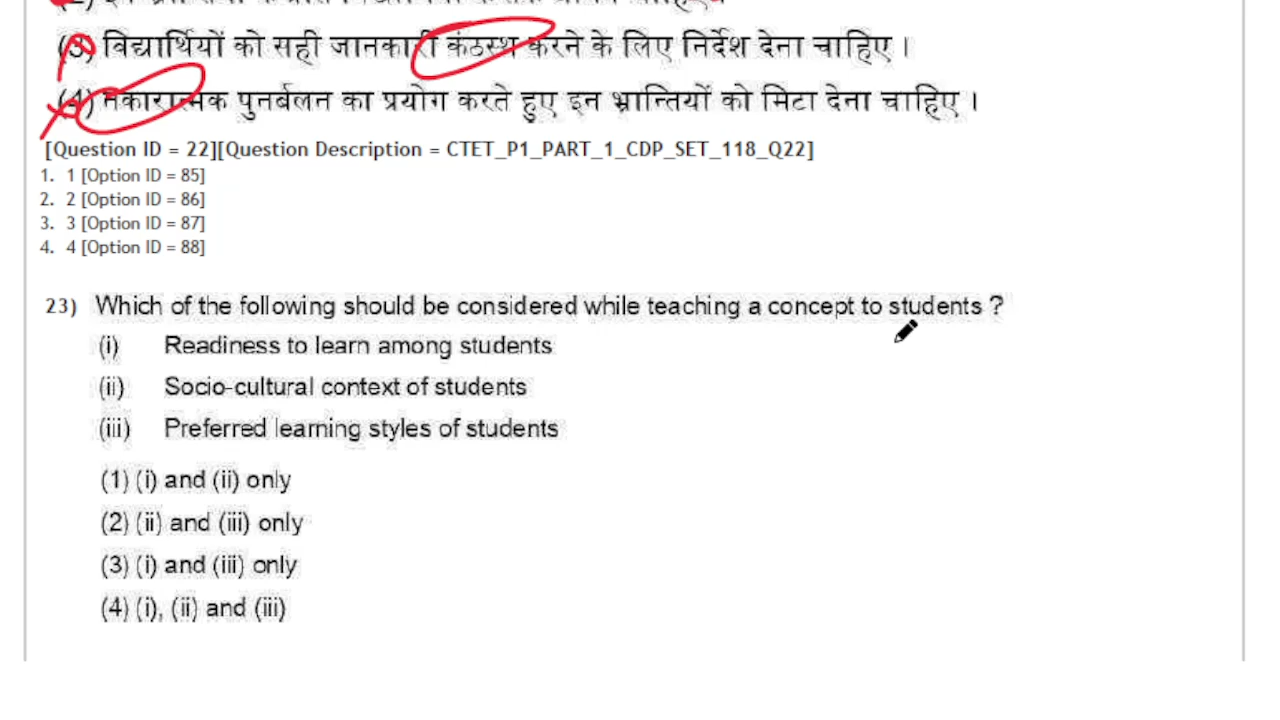 (3) विद्यार्थियों को सही जानकारी कंठस्थ करने के लिए निर्देश देना चाहिए ।
(4) नकारात्मक पुनर्बलन का प्रयोग करते हुए इन भ्रान्तियों को मिटा देना चाहिए ।
[Question ID = 22][Question Description = CTET_P1_PART_1_CDP_SET_118_Q22]
1. 1 [Option ID = 85]
2. 2 [Option ID = 86]
3. 3 [Option ID = 87]
4. 4 [Option ID = 88]
23) Which of the following should be considered while teaching a concept to students ?
(i) Readiness to learn among students
(ii) Socio-cultural context of students
(iii) Preferred learning styles of students
(1) (i) and (ii) only
(2) (ii) and (iii) only
(3) (i) and (iii) only
(4) (i), (ii) and (iii)